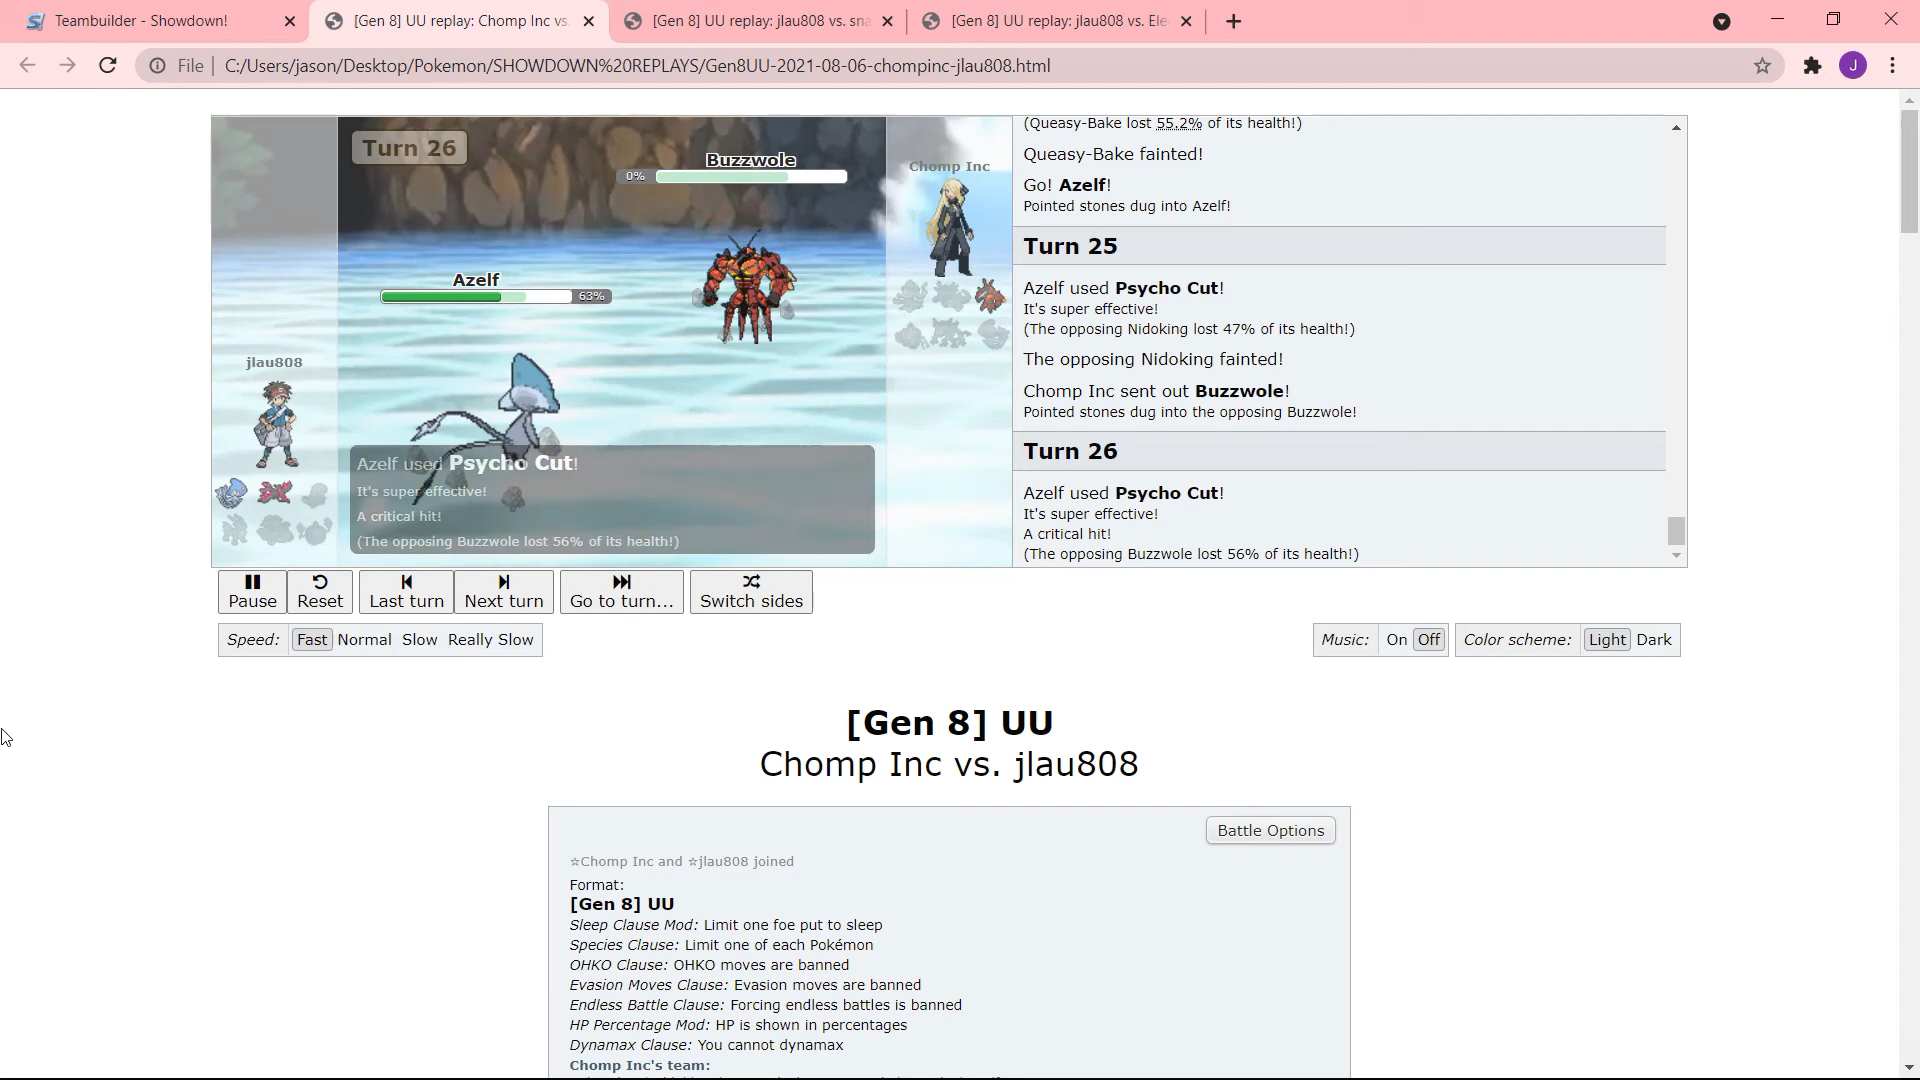 Teambuilder - Showdown!
[Gen 8] UU replay: Chomp Inc vs.
[Gen 8] UU replay: jlau808 vs. sna
[Gen 8] UU replay: jlau808 vs. Ele
File
C:/Users/jason/Desktop/Pokemon/SHOWDOWN%20REPLAYS/Gen8UU-2021-08-06-chompinc-jlau808.html
J
Turn 26
Buzzwole
0%
Chomp Inc
Azelf
63%
jlau808
Azelf used Psycho Cut!
It's super effective!
A critical hit!
(The opposing Buzzwole lost 56% of its health!)
(Queasy-Bake lost 55.2% of its health!)
Queasy-Bake fainted!
Go! Azelf!
Pointed stones dug into Azelf!
Turn 25
Azelf used Psycho Cut!
It's super effective!
(The opposing Nidoking lost 47% of its health!)
The opposing Nidoking fainted!
Chomp Inc sent out Buzzwole!
Pointed stones dug into the opposing Buzzwole!
Turn 26
Azelf used Psycho Cut!
It's super effective!
A critical hit!
(The opposing Buzzwole lost 56% of its health!)
Pause
Reset
Last turn
Next turn
Go to turn...
Switch sides
Speed: Fast Normal Slow Really Slow
Music: On Off
Color scheme: Light Dark
[Gen 8] UU
Chomp Inc vs. jlau808
Battle Options
☆Chomp Inc and ☆jlau808 joined
Format:
[Gen 8] UU
Sleep Clause Mod: Limit one foe put to sleep
Species Clause: Limit one of each Pokémon
OHKO Clause: OHKO moves are banned
Evasion Moves Clause: Evasion moves are banned
Endless Battle Clause: Forcing endless battles is banned
HP Percentage Mod: HP is shown in percentages
Dynamax Clause: You cannot dynamax
Chomp Inc's team: